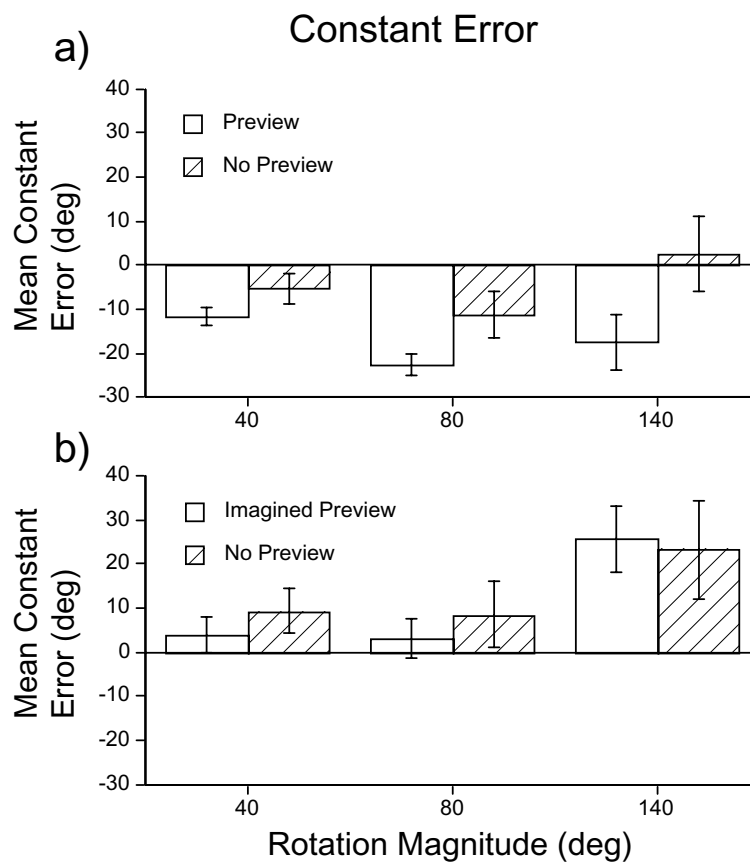 Constant Error
a)
Mean Constant
Error (deg)
40
30
20
10
0
-10
-20
-30
Preview
No Preview
40
80
140
b)
Mean Constant
Error (deg)
40
30
20
10
0
-10
-20
-30
Imagined Preview
No Preview
40
80
140
Rotation Magnitude (deg)